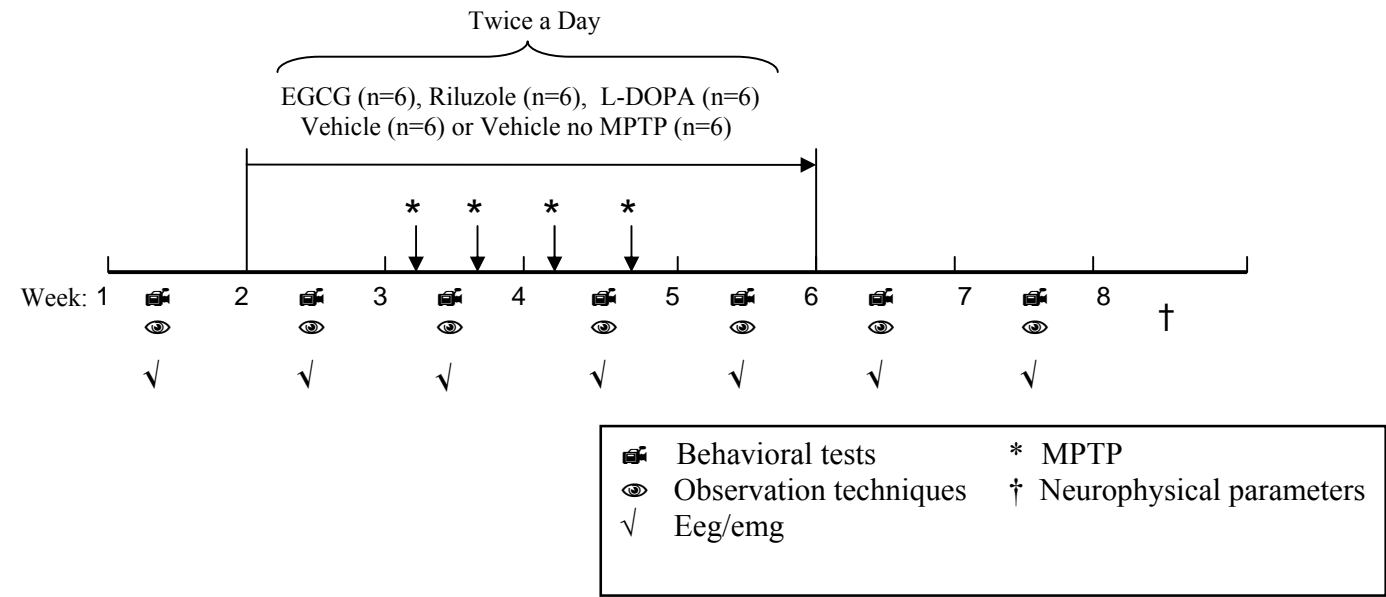 Twice a Day
EGCG (n=6), Riluzole (n=6), L-DOPA (n=6)
Vehicle (n=6) or Vehicle no MPTP (n=6)
* * * *
Week: 1 2 3 4 5 6 7 8
†
√ √ √ √ √ √ √
Behavioral tests * MPTP
Observation techniques † Neurophysical parameters
√ Eeg/emg